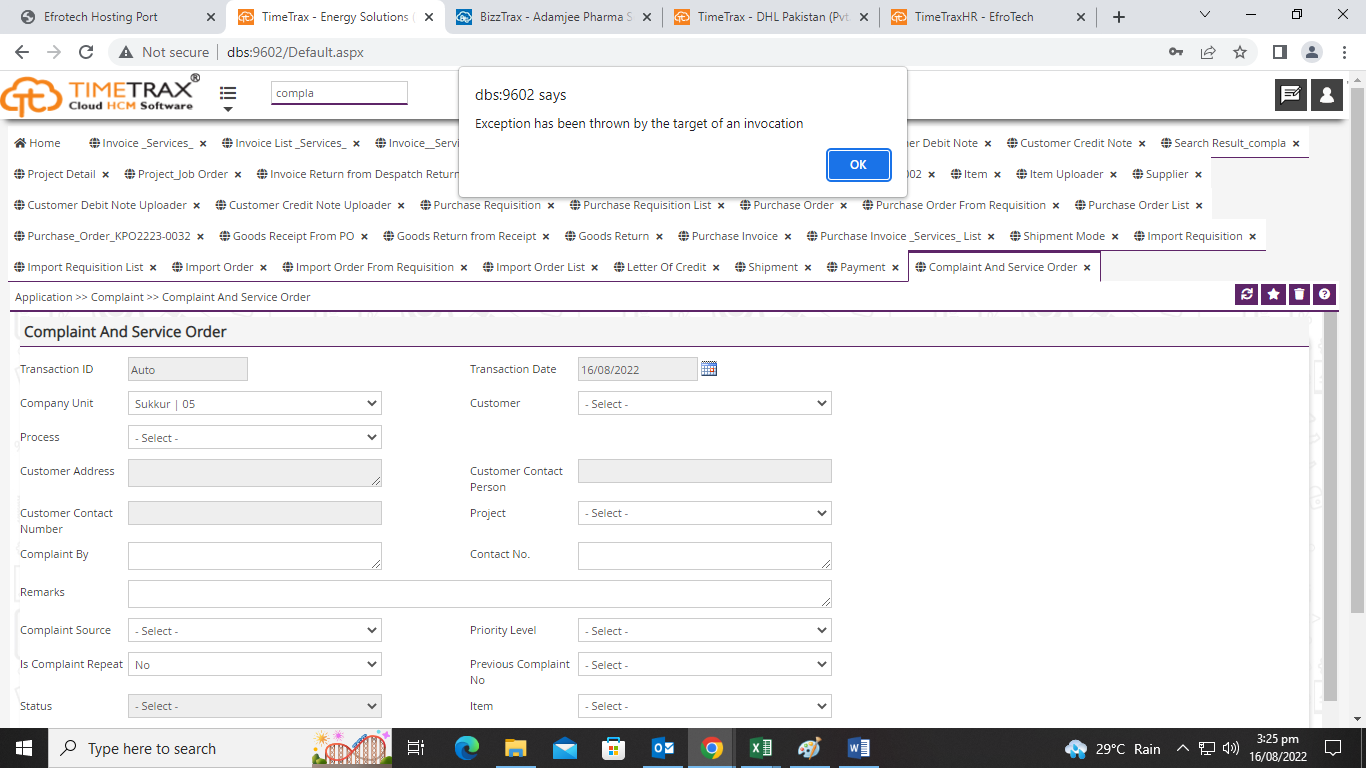 Efrotech Hosting Port
TimeTrax - Energy Solutions (
BizzTrax - Adamjee Pharma S
TimeTrax - DHL Pakistan (Pvt
TimeTraxHR - EfroTech
Not secure | dbs:9602/Default.aspx
TIMETRAX
Cloud HCM Software
compla
dbs:9602 says
Exception has been thrown by the target of an invocation
OK
Home Invoice _Services_ Invoice List _Services_ Invoice__Servi Debit Note Customer Credit Note Search Result_compla
Project Detail Project_Job Order Invoice Return from Despatch Return 002 Item Item Uploader Supplier
Customer Debit Note Uploader Customer Credit Note Uploader Purchase Requisition Purchase Requisition List Purchase Order Purchase Order From Requisition Purchase Order List
Purchase_Order_KPO2223-0032 Goods Receipt From PO Goods Return from Receipt Goods Return Purchase Invoice Purchase Invoice _Services_ List Shipment Mode Import Requisition
Import Requisition List Import Order Import Order From Requisition Import Order List Letter Of Credit Shipment Payment Complaint And Service Order
Application >> Complaint >> Complaint And Service Order
Complaint And Service Order
Transaction ID Auto Transaction Date 16/08/2022
Company Unit Sukkur | 05 Customer - Select -
Process - Select -
Customer Address Customer Contact
Person
Customer Contact
Number
Project - Select -
Complaint By Contact No.
Remarks
Complaint Source - Select - Priority Level - Select -
Is Complaint Repeat No Previous Complaint
No
- Select -
Status - Select - Item - Select -
Type here to search
29°C Rain
3:25 pm
16/08/2022